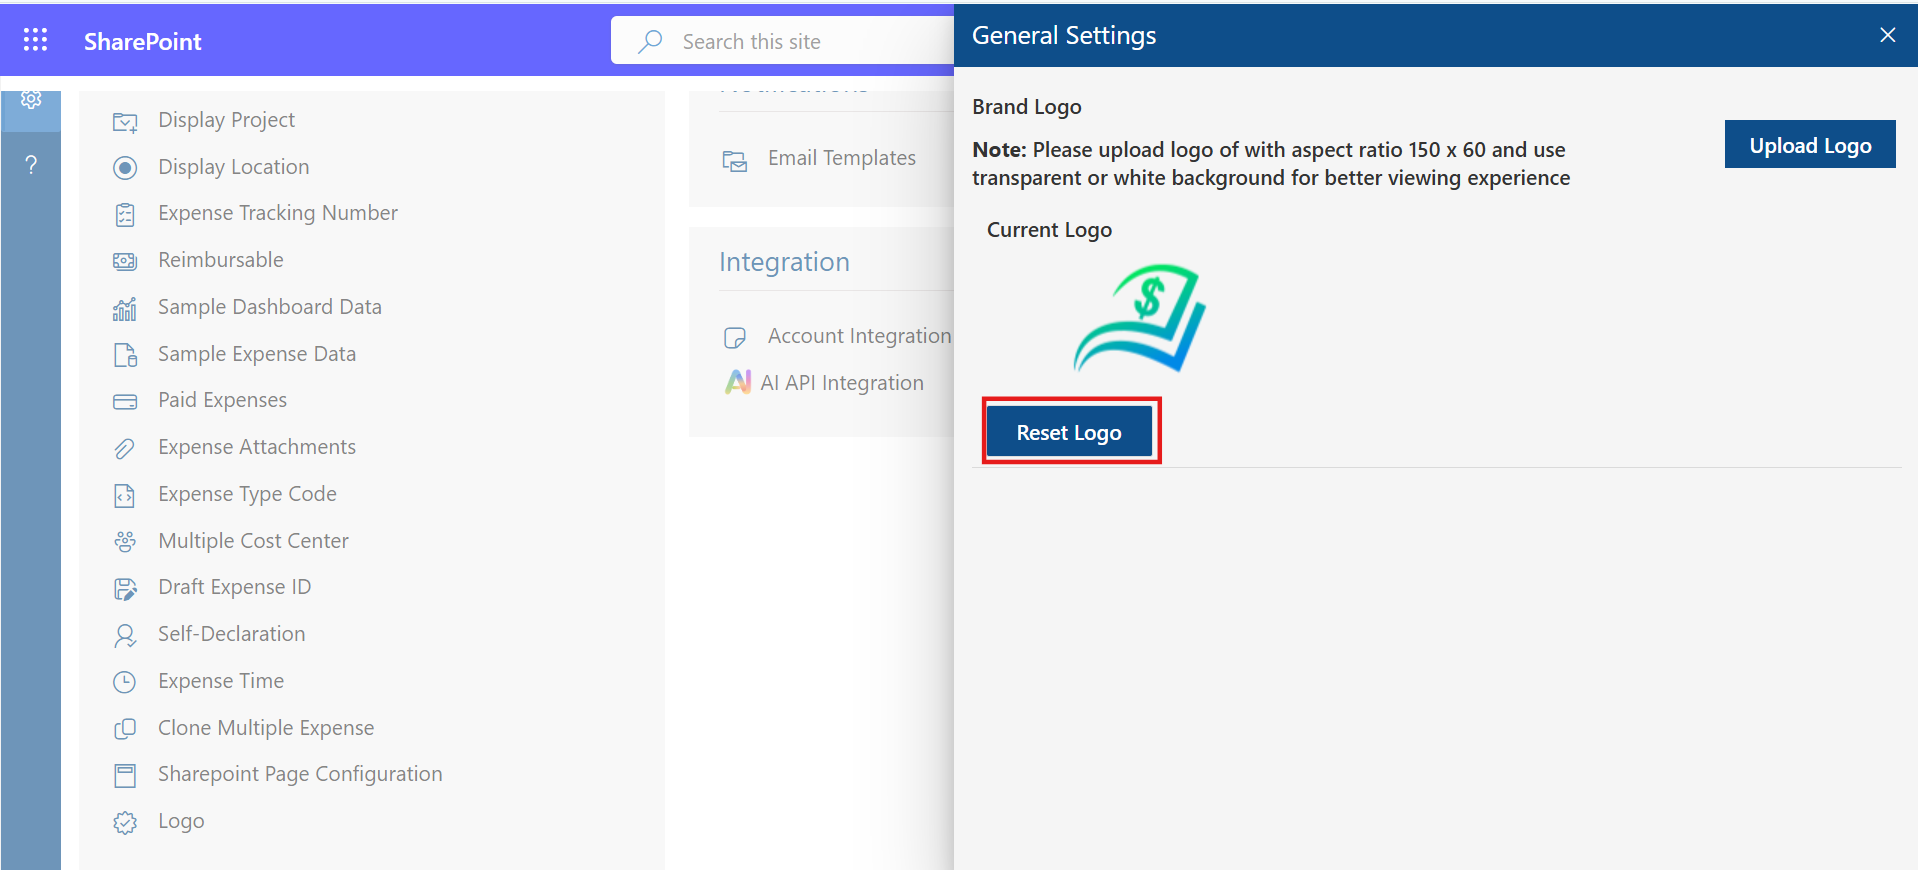 SharePoint
Search this site
Display Project
Display Location
Expense Tracking Number
Reimbursable
Sample Dashboard Data
Sample Expense Data
Paid Expenses
Expense Attachments
Expense Type Code
Multiple Cost Center
Draft Expense ID
Self-Declaration
Expense Time
Clone Multiple Expense
Sharepoint Page Configuration
Logo
Email Templates
Integration
Account Integration
AI AI API Integration
General Settings
Brand Logo
Upload Logo
Note: Please upload logo of with aspect ratio 150 x 60 and use
transparent or white background for better viewing experience
Current Logo
$
Reset Logo